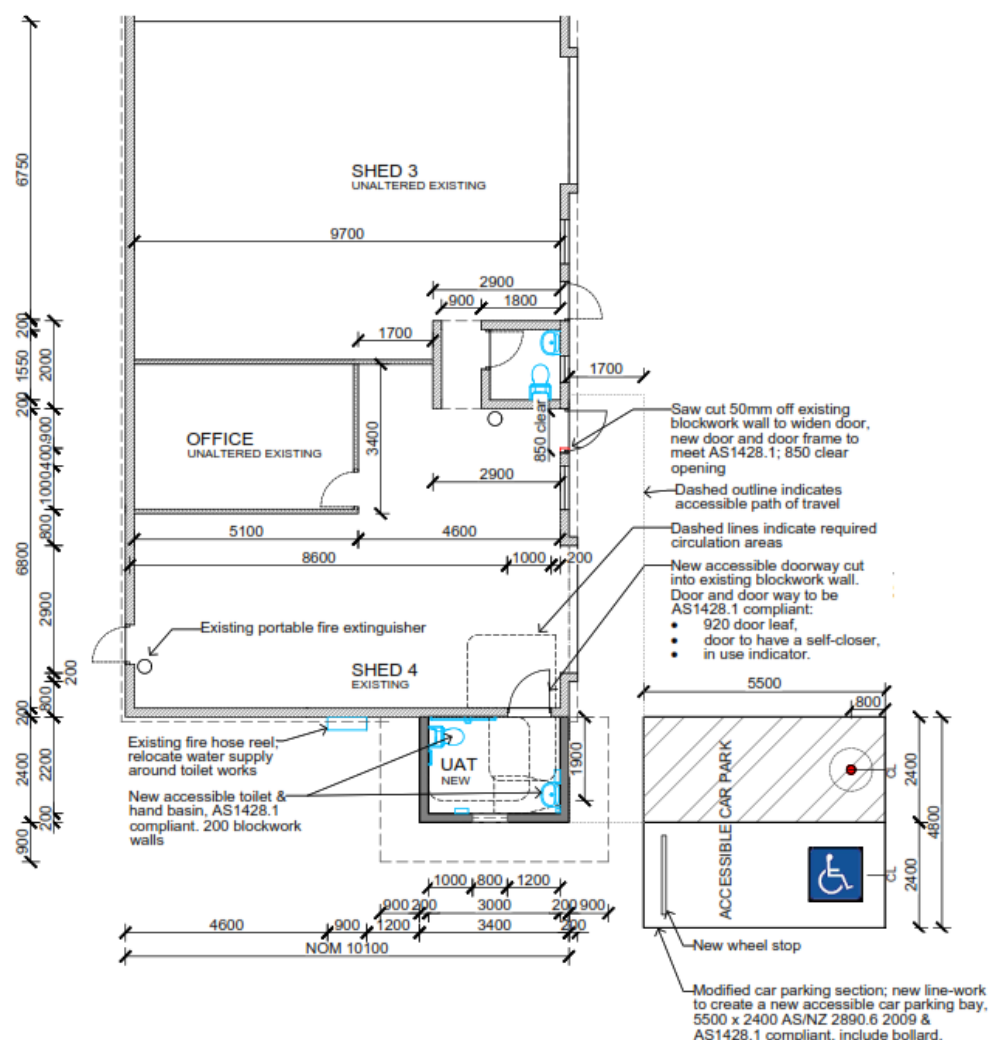 6750
SHED 3
UNALTERED EXISTING
9700
2900
900
1800
1700
200
1550
2000
200
1700
Saw cut 50mm off existing
blockwork wall to widen door,
new door and door frame to
meet AS1428.1; 850 clear
opening
850 clear
OFFICE
UNALTERED EXISTING
3400
900
400
1000
2900
Dashed outline indicates
accessible path of travel
800
5100
4600
Dashed lines indicate required
circulation areas
6800
8600
1000
200
New accessible doorway cut
into existing blockwork wall.
Door and door way to be
AS1428.1 compliant:
• 920 door leaf,
• door to have a self-closer,
• in use indicator.
2900
Existing portable fire extinguisher
200
SHED 4
EXISTING
5500
800
800
200
Existing fire hose reel;
relocate water supply
around toilet works
UAT
NEW
1900
2400
2200
New accessible toilet &
hand basin, AS1428.1
compliant. 200 blockwork
walls
200
900
ACCESSIBLE CAR PARK
CL
2400
4800
CL
2400
1000
800
1200
900
200
3000
200
900
4600
900
1200
3400
200
NOM 10100
New wheel stop
Modified car parking section; new line-work
to create a new accessible car parking bay,
5500 x 2400 AS/NZ 2890.6 2009 &
AS1428.1 compliant, include bollard.